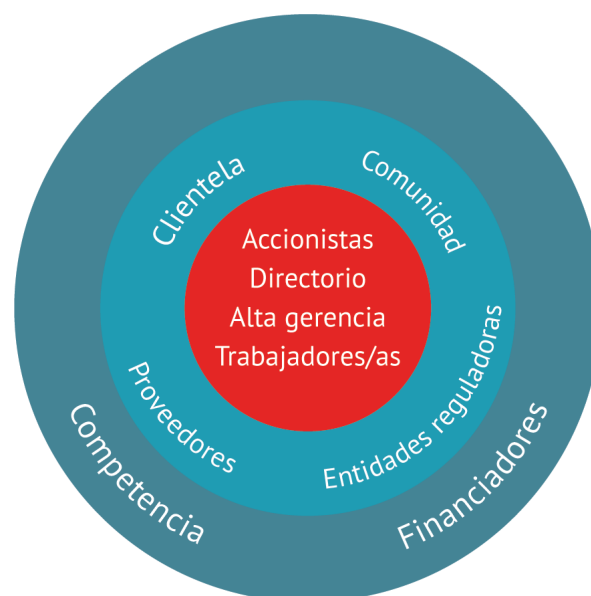 Clientela
Comunidad
Accionistas
Directorio
Alta gerencia
Trabajadores/as
Proveedores
Entidades reguladoras
Competencia
Financiadores